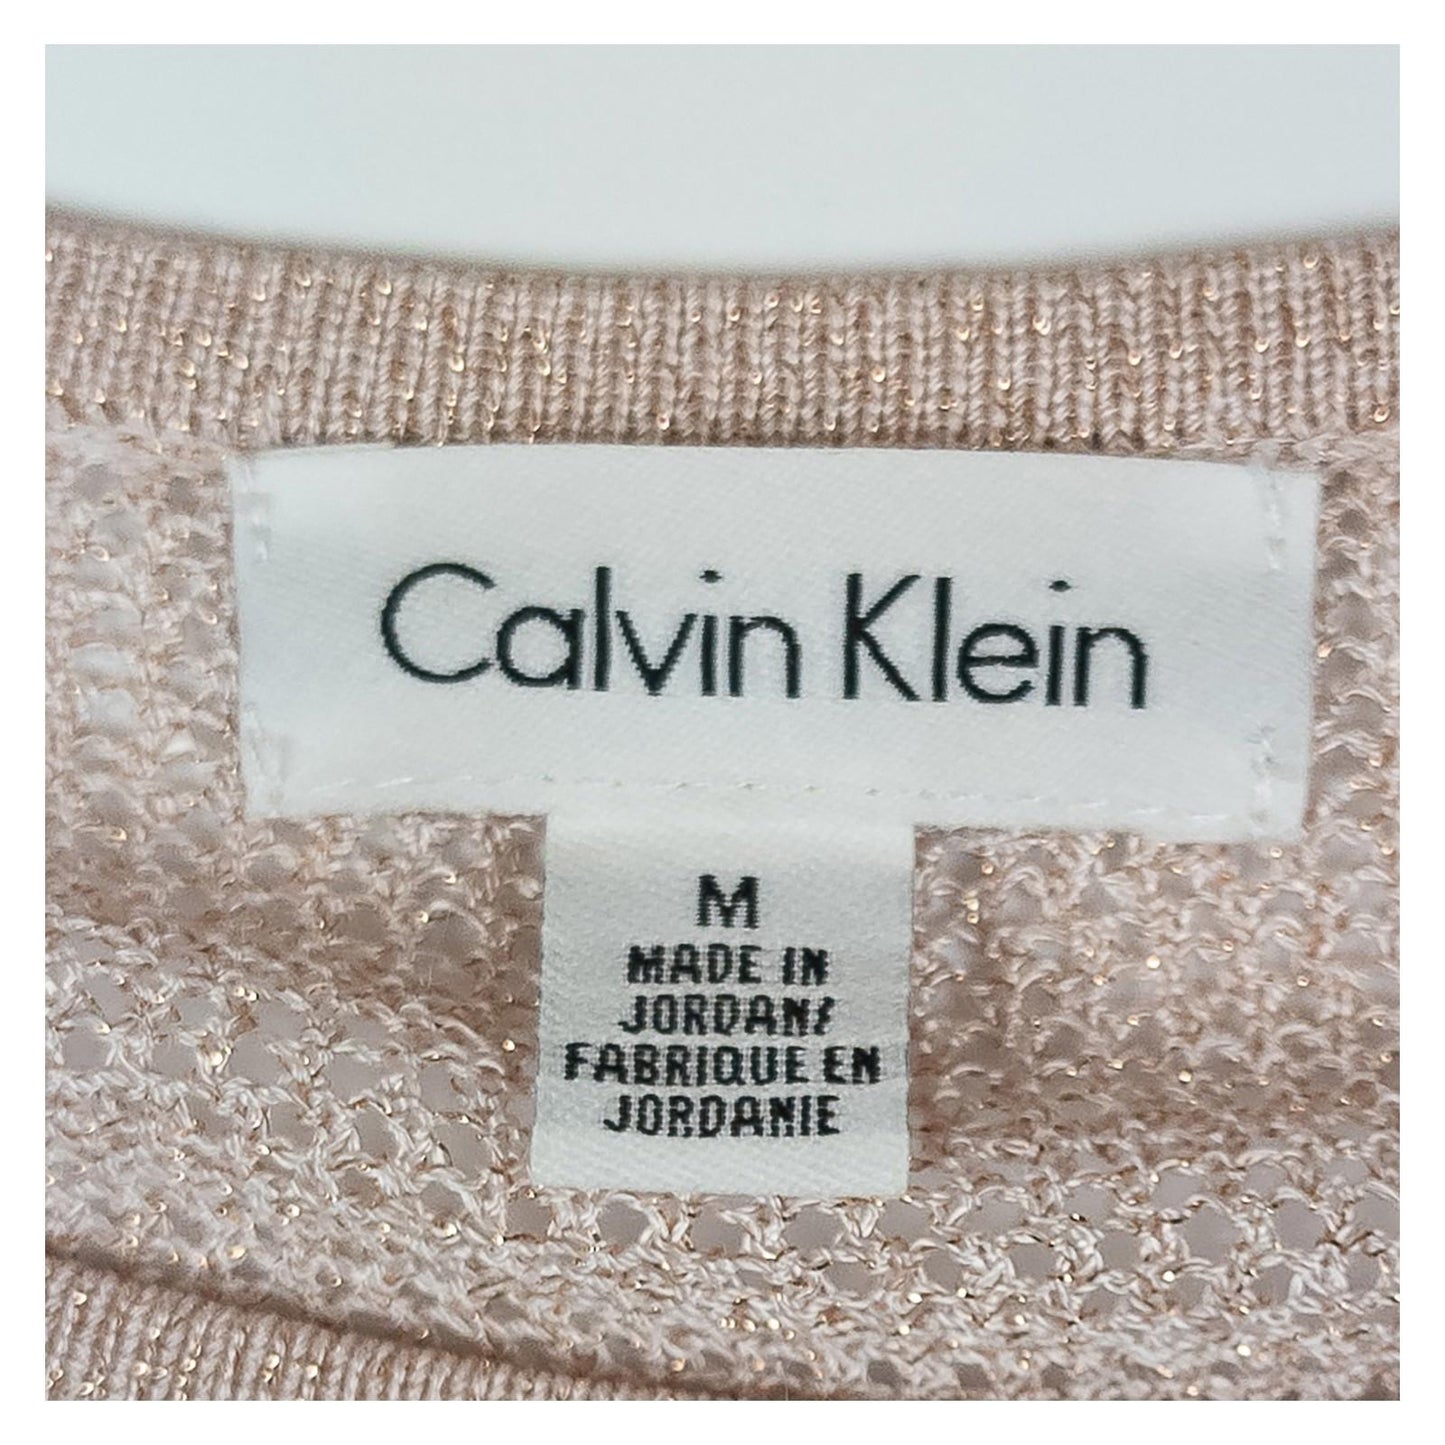 Calvin Klein
M
MADE IN
JORDAN/
FABRIQUE EN
JORDANIE